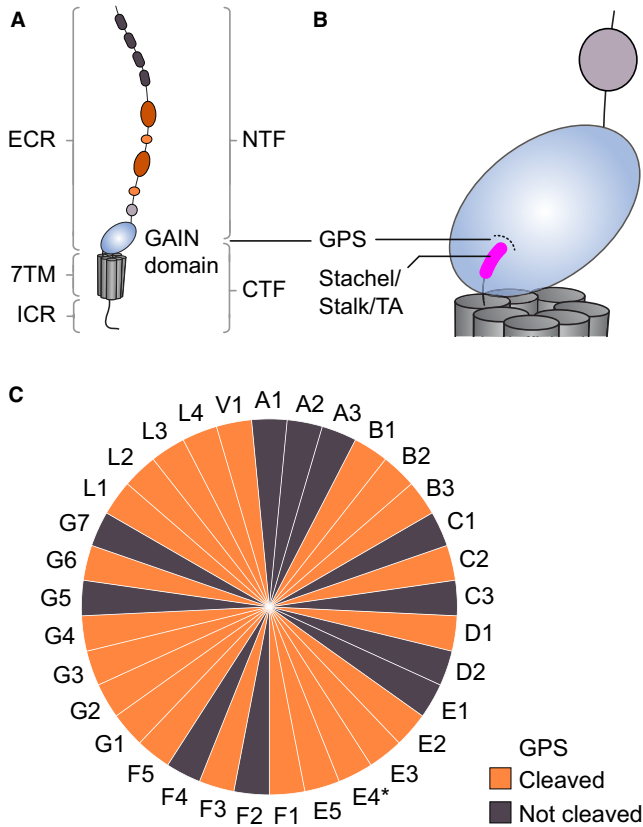 A
B
ECR
NTF
GAIN
domain
GPS
7TM
CTF
Stachel/
Stalk/TA
ICR
C
A1
A2
A3
B1
B2
B3
C1
C2
C3
D1
D2
E1
E2
E3
E4*
E5
F1
F2
F3
F4
F5
G1
G2
G3
G4
G5
G6
G7
L1
L2
L3
L4
V1
GPS
Cleaved
Not cleaved